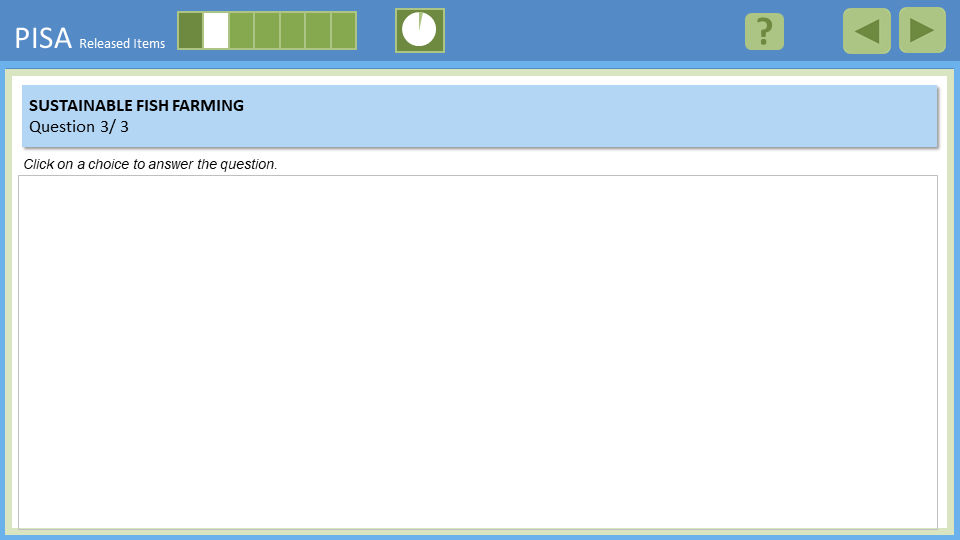 PISA Released Items
?
SUSTAINABLE FISH FARMING
Question 3/ 3
Click on a choice to answer the question.